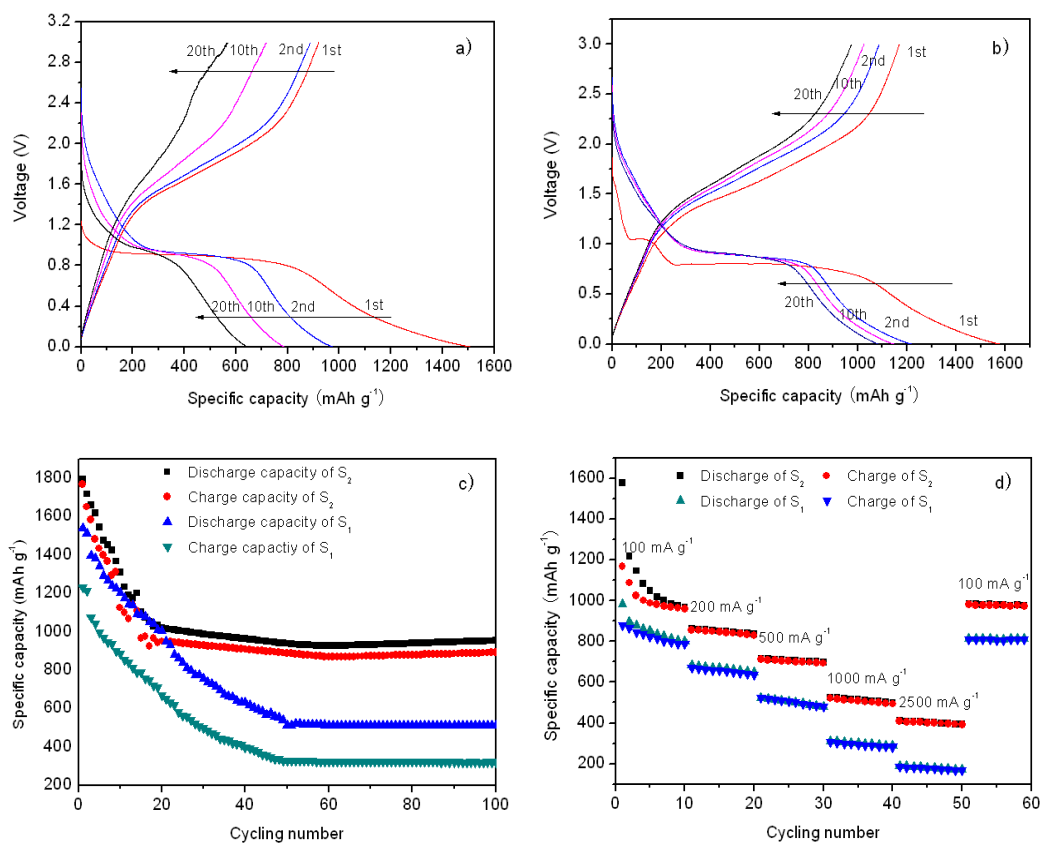 a)
3.0
2.4
1.8
1.2
0.6
0.0
Voltage (V)
20th 10th 2nd 1st
20th 10th 2nd 1st
0 200 400 600 800 1000 1200 1400 1600
Specific capacity (mAh g⁻¹)
b)
3.0
2.5
2.0
1.5
1.0
0.5
0.0
Voltage (V)
20th 10th 2nd 1st
20th 10th 2nd 1st
0 200 400 600 800 1000 1200 1400 1600
Specific capacity (mAh g⁻¹)
c)
1800
1600
1400
1200
1000
800
600
400
200
Specific capacity (mAh g⁻¹)
Discharge capacity of S₂
Charge capacity of S₂
Discharge capacity of S₁
Charge capactiy of S₁
0 20 40 60 80 100
Cycling number
d)
1800
1600
1400
1200
1000
800
600
400
200
Specific capacity (mAh g⁻¹)
Discharge of S₂ Charge of S₂
Discharge of S₁ Charge of S₁
100 mA g⁻¹
200 mA g⁻¹
500 mA g⁻¹
1000 mA g⁻¹
2500 mA g⁻¹
100 mA g⁻¹
0 10 20 30 40 50 60
Cycling number